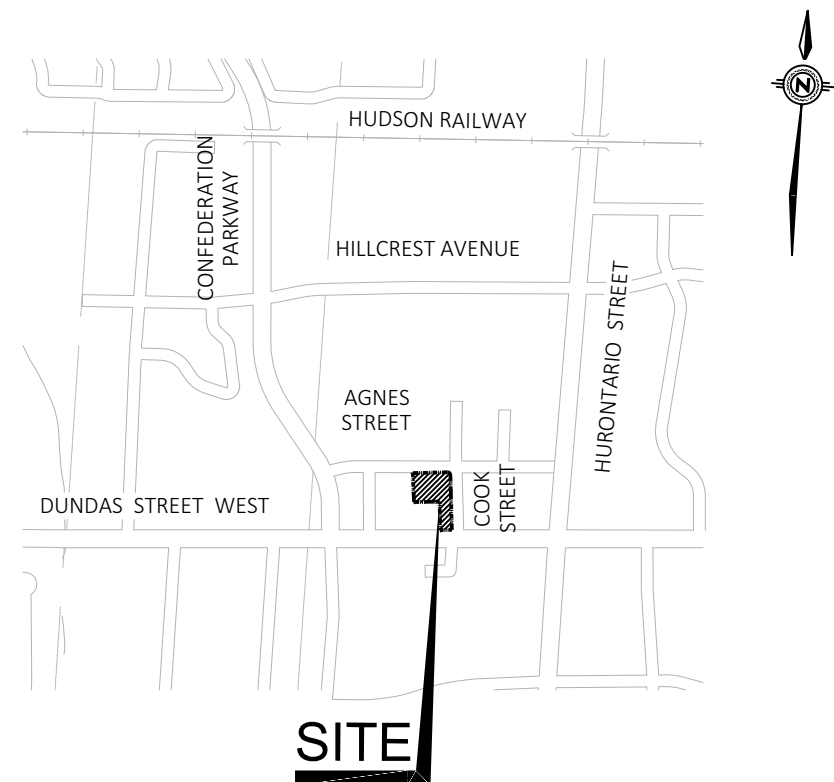 N
HUDSON RAILWAY
CONFEDERATION
PARKWAY
HILLCREST AVENUE
HURONTARIO STREET
AGNES
STREET
COOK
STREET
DUNDAS STREET WEST
SITE